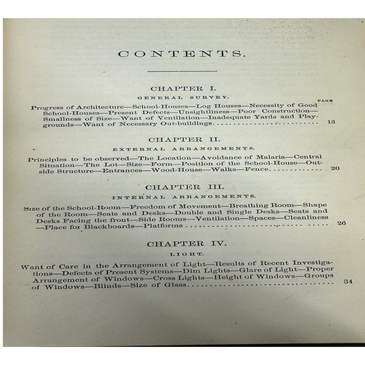 CONTENTS.
CHAPTER I.
GENERAL SURVEY.
PAGE
Progress of Architecture—School-Houses—Log Houses—Necessity of Good
School-Houses—Present Defects—Unsightliness—Poor Construction—
Smallness of Size—Want of Ventilation—Inadequate Yards and Play-
grounds—Want of Necessary Out-buildings 13
CHAPTER II.
EXTERNAL ARRANGEMENTS.
Principles to be observed—The Location—Avoidance of Malaria—Central
Situation—The Lot—Size—Form—Position of the School-House—Out-
side Structure—Entrances—Wood-House—Walks—Fence 20
CHAPTER III.
INTERNAL ARRANGEMENTS.
Size of the School-Room—Freedom of Movement—Breathing Room—Shape
of the Room—Seats and Desks—Double and Single Desks—Seats and
Desks Facing the front—Side Rooms—Ventilation—Spaces—Cleanliness
—Place for Blackboards—Platforms 26
CHAPTER IV.
LIGHT.
Want of Care in the Arrangement of Light—Results of Recent Investiga-
tions—Defects of Present Systems—Dim Lights—Glare of Light—Proper
Arrangement of Windows—Cross Lights—Height of Windows—Groups
of Windows—Blinds—Size of Glass 34